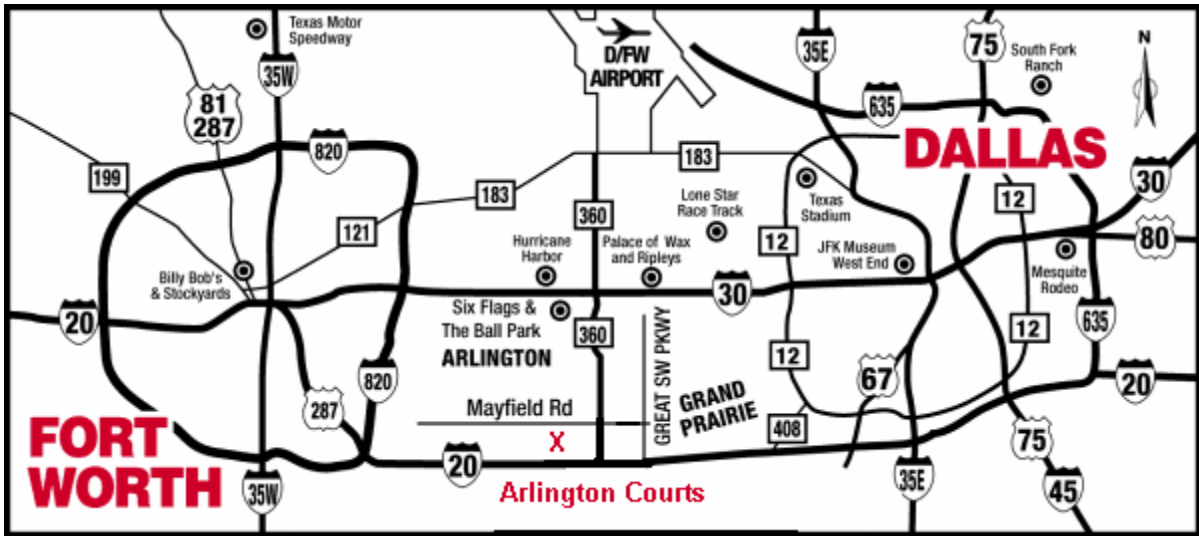 Texas Motor
Speedway
35W
D/FW
AIRPORT
35E
75
N
South Fork
Ranch
81
287
635
820
DALLAS
199
183
183
30
12
121
360
Lone Star
Race Track
Texas
Stadium
12
80
Hurricane
Harbor
Palace of Wax
and Ripleys
JFK Museum
West End
Billy Bob's
& Stockyards
Mesquite
Rodeo
30
20
Six Flags &
The Ball Park
ARLINGTON
360
GREAT SW PKWY
635
12
12
820
67
20
287
Mayfield Rd
GRAND
PRAIRIE
408
FORT
WORTH
X
75
20
35W
Arlington Courts
35E
45